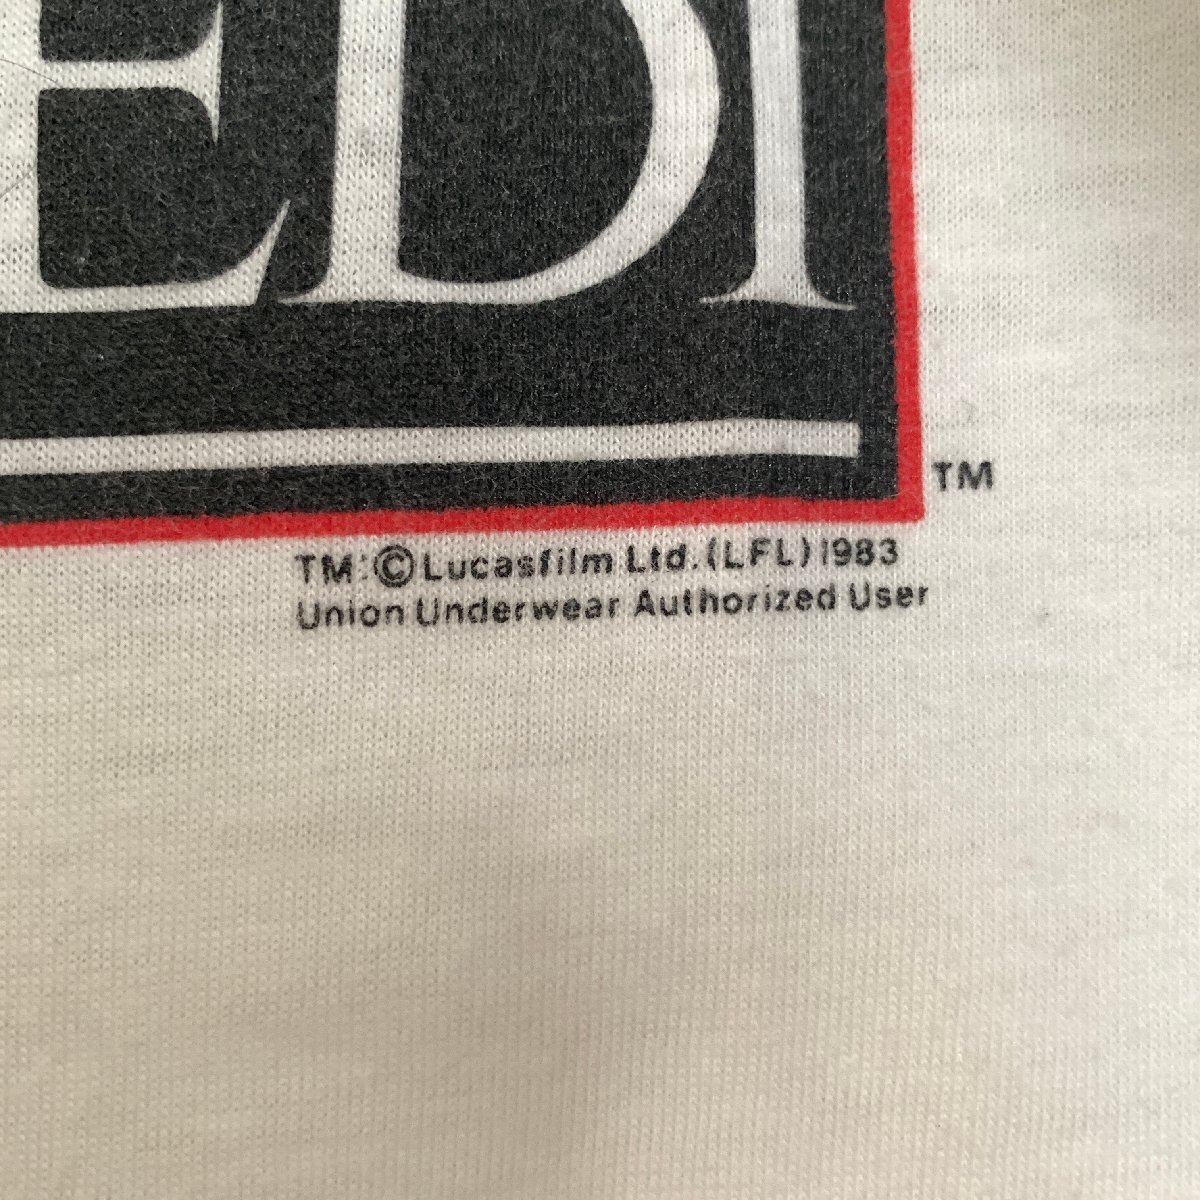 EDI
TM
TM:©Lucasfilm Ltd.(LFL)1983
Union Underwear Authorized User